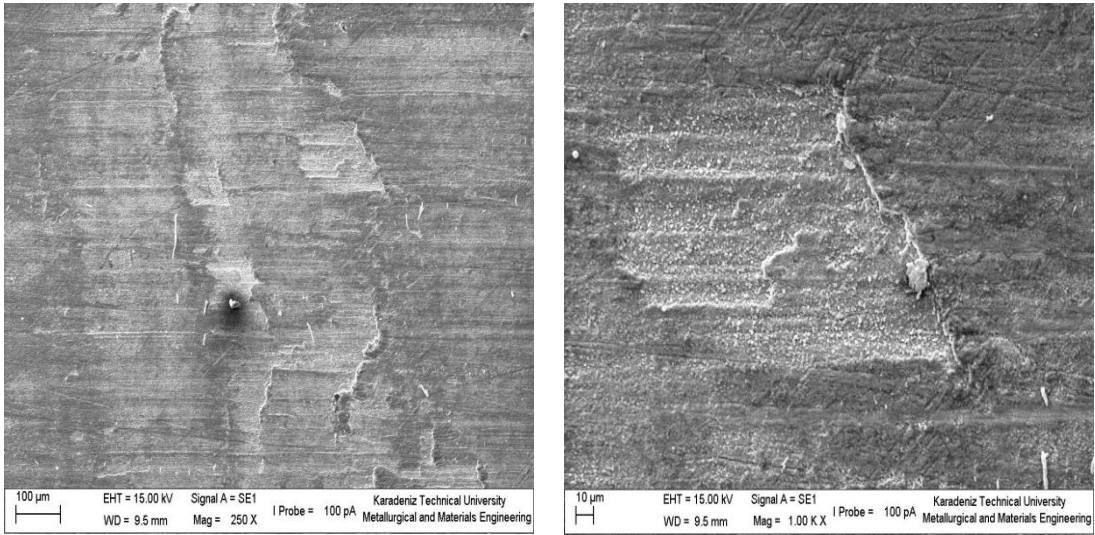 100 µm
EHT = 15.00 kV Signal A = SE1
WD = 9.5 mm Mag = 250 X
I Probe = 100 pA
Karadeniz Technical University
Metallurgical and Materials Engineering
10 µm
EHT = 15.00 kV Signal A = SE1
WD = 9.5 mm Mag = 1.00 K X
I Probe = 100 pA
Karadeniz Technical University
Metallurgical and Materials Engineering